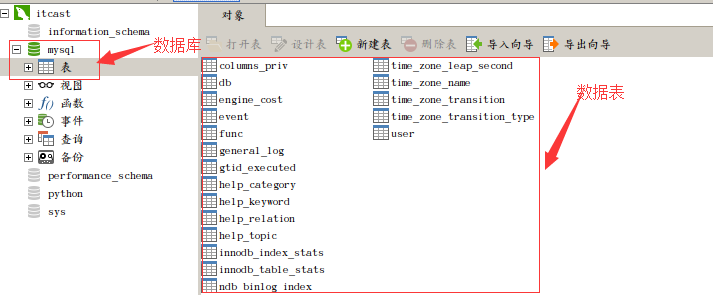 itcast
information_schema
mysql
表
视图
函数
事件
查询
备份
performance_schema
python
sys
数据库
对象
打开表 设计表 新建表 删除表 导入向导 导出向导
columns_priv
db
engine_cost
event
func
general_log
gtid_executed
help_category
help_keyword
help_relation
help_topic
innodb_index_stats
innodb_table_stats
ndb_binlog_index
time_zone_leap_second
time_zone_name
time_zone_transition
time_zone_transition_type
user
数据表